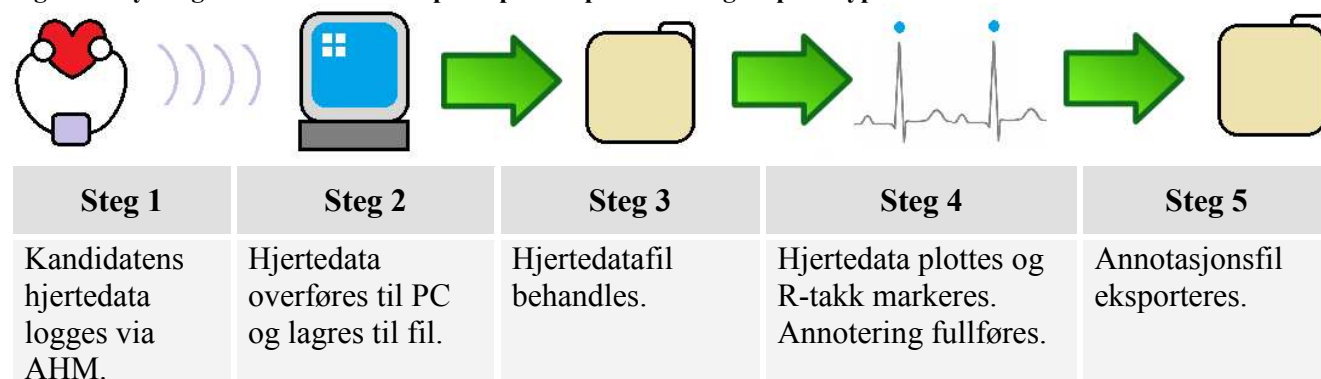 Steg 1
Steg 2
Steg 3
Steg 4
Steg 5
Kandidatens
hjertedata
logges via
AHM.
Hjertedata
overføres til PC
og lagres til fil.
Hjertedatafil
behandles.
Hjertedata plottes og
R-takk markeres.
Annotering fullføres.
Annotasjonsfil
eksporteres.